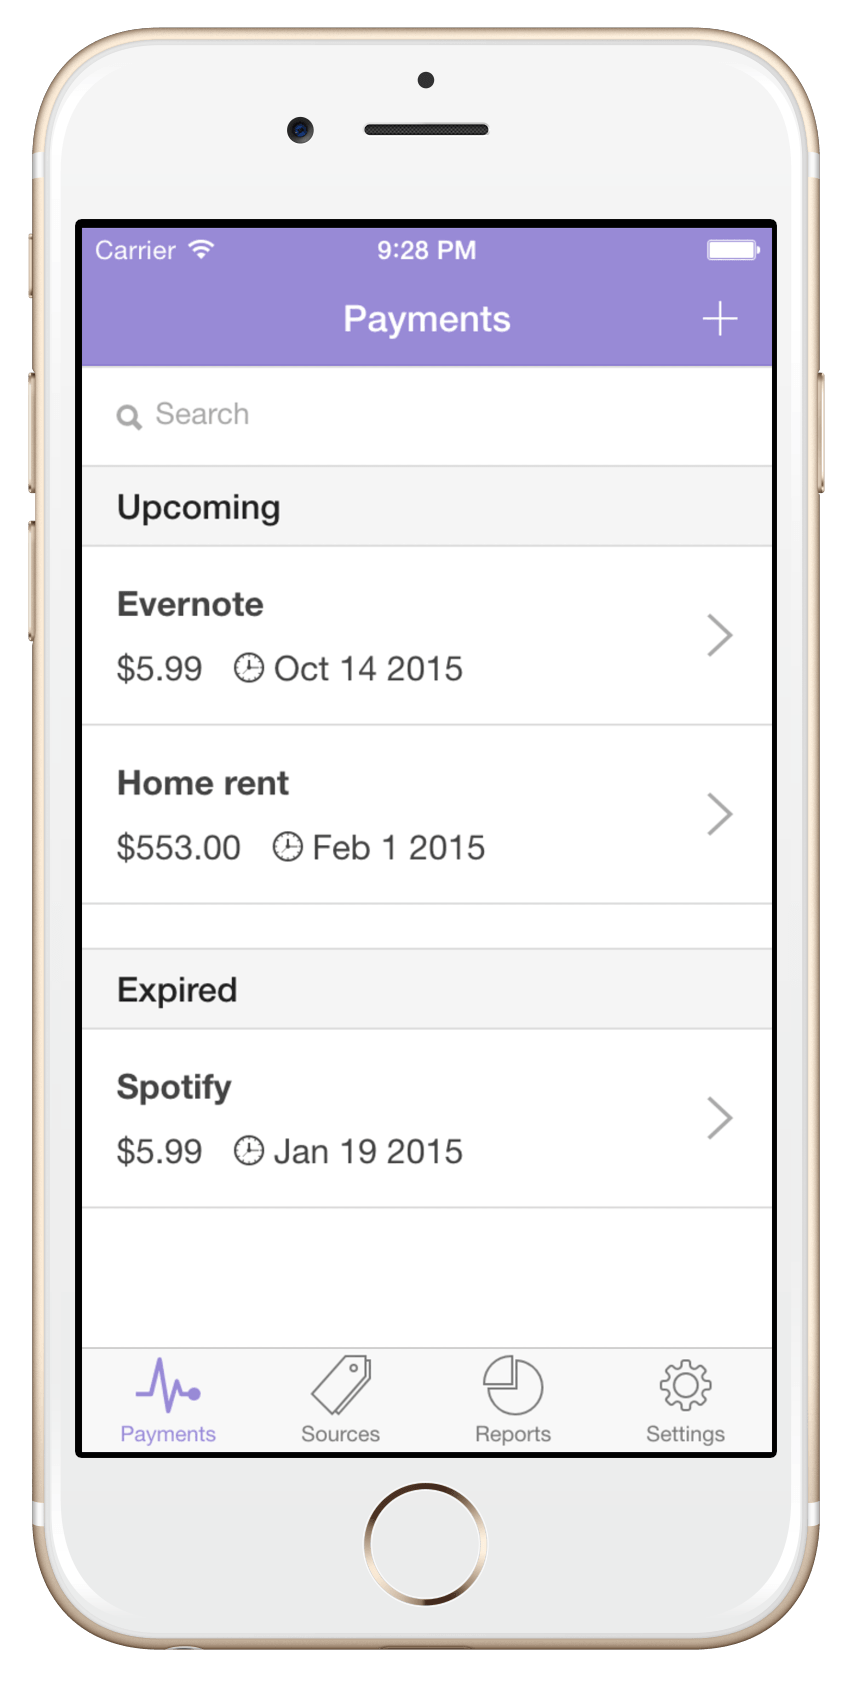 Carrier 9:28 PM
Payments
Search
Upcoming
Evernote
$5.99 Oct 14 2015
Home rent
$553.00 Feb 1 2015
Expired
Spotify
$5.99 Jan 19 2015
Payments Sources Reports Settings